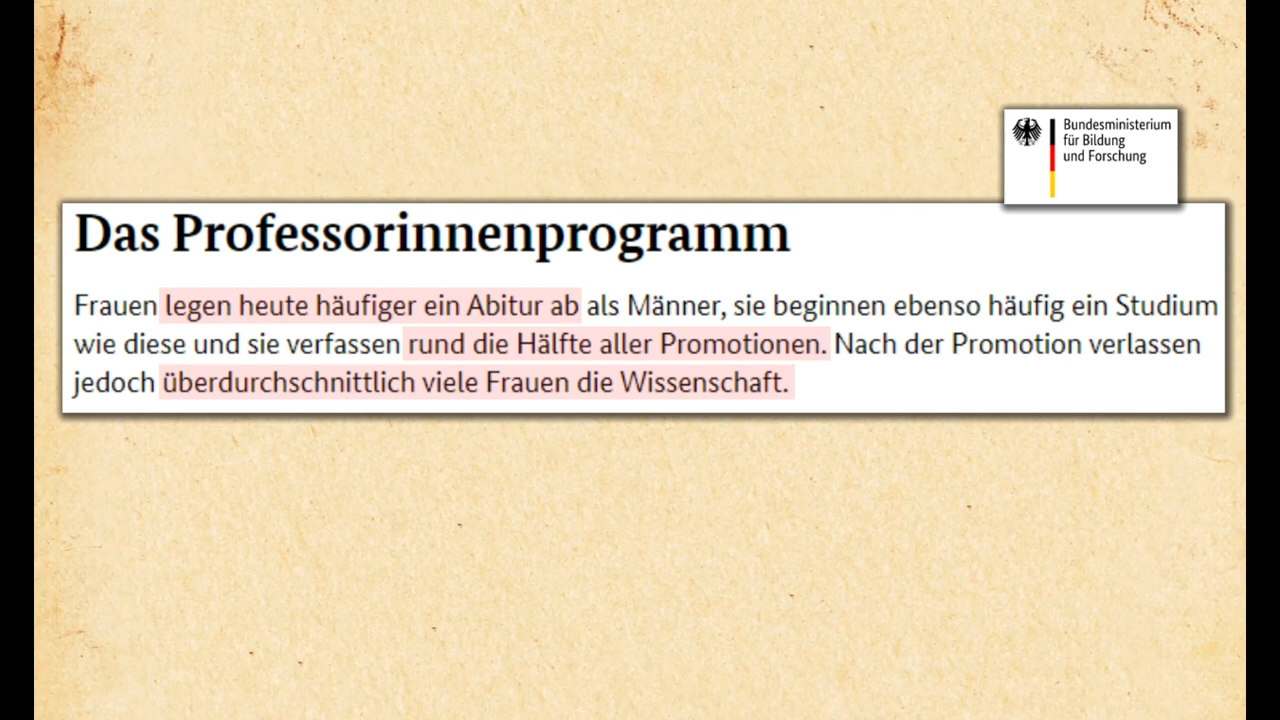 Bundesministerium
für Bildung
und Forschung
Das Professorinnenprogramm
Frauen legen heute häufiger ein Abitur ab als Männer, sie beginnen ebenso häufig ein Studium
wie diese und sie verfassen rund die Hälfte aller Promotionen. Nach der Promotion verlassen
jedoch überdurchschnittlich viele Frauen die Wissenschaft.